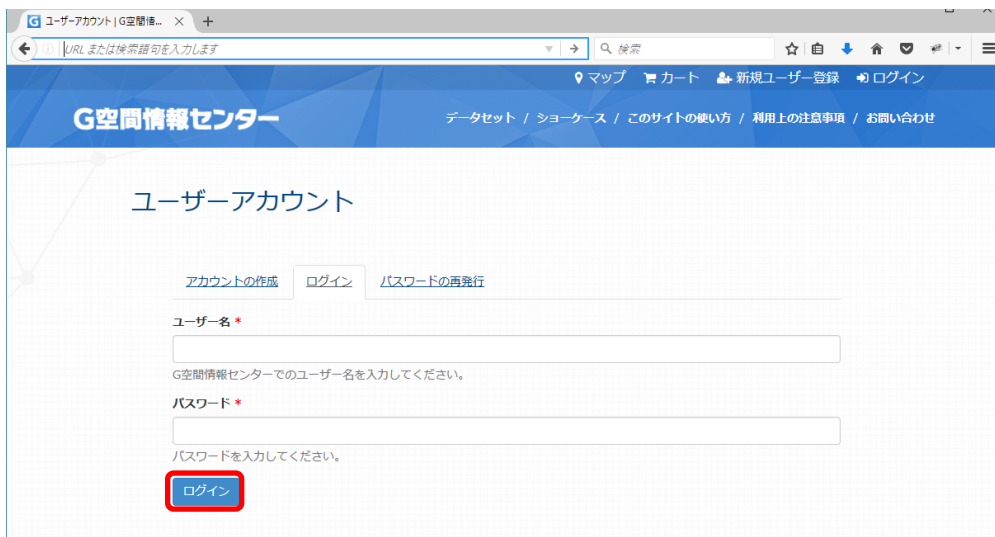 G ユーザーアカウント | G空間情... × +
URL または検索語句を入力します 検索
マップ カート 新規ユーザー登録 ログイン
G空間情報センター データセット / ショーケース / このサイトの使い方 / 利用上の注意事項 / お問い合わせ
ユーザーアカウント
アカウントの作成 ログイン パスワードの再発行
ユーザー名 *
G空間情報センターでのユーザー名を入力してください。
パスワード *
パスワードを入力してください。
ログイン